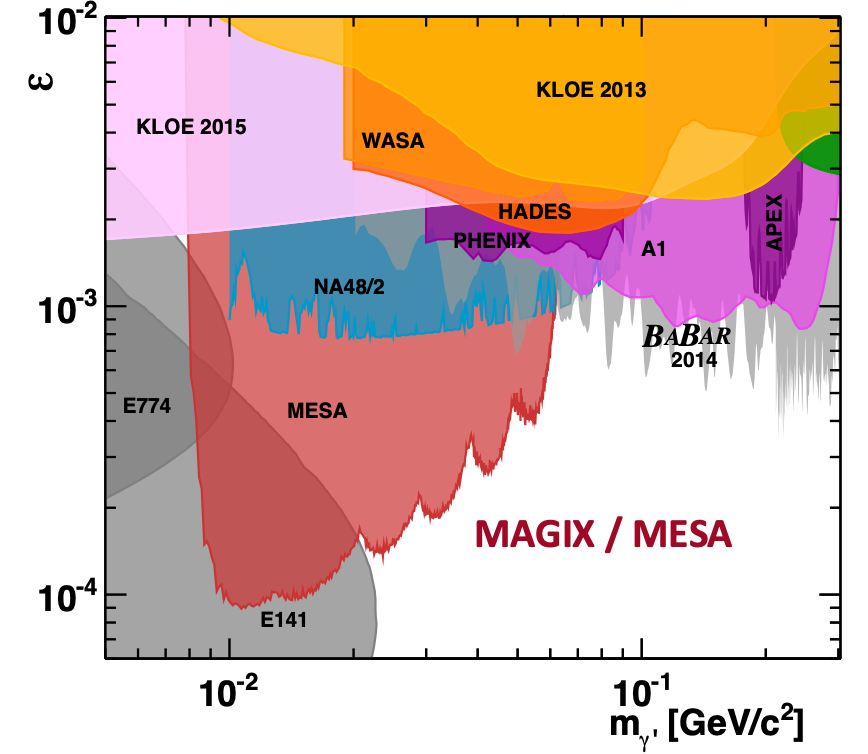 10⁻²
ε
KLOE 2013
KLOE 2015
WASA
HADES
APEX
PHENIX
A1
NA48/2
10⁻³
BABAR
2014
E774
MESA
MAGIX / MESA
10⁻⁴
E141
10⁻²
10⁻¹
mᵧ' [GeV/c²]